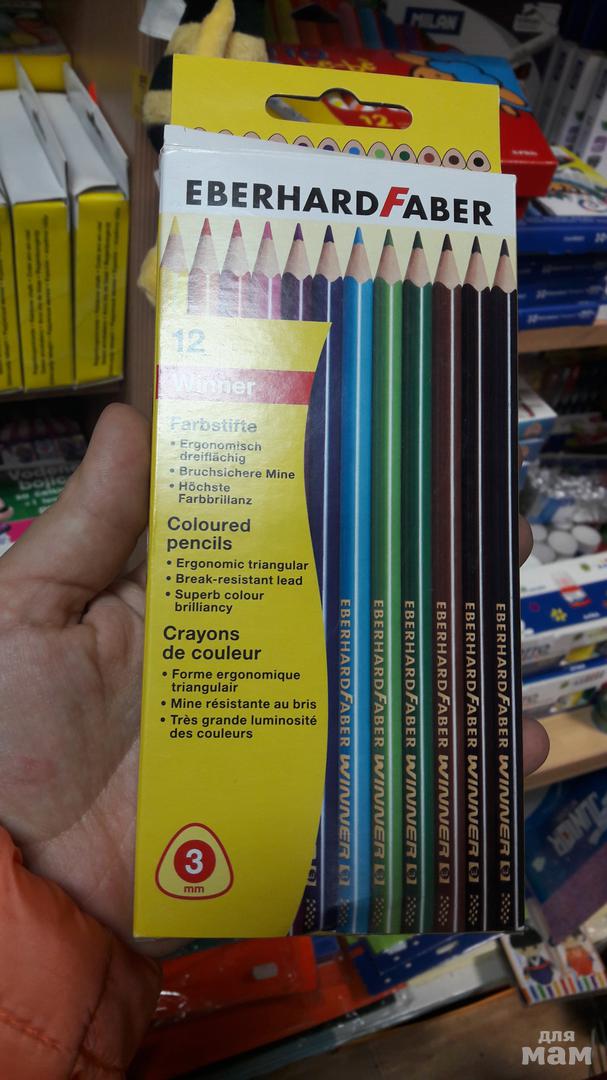 MILAN
12
EBERHARDFABER
12
Winner
Farbstifte
• Ergonomisch
dreiflächig
• Bruchsichere Mine
• Höchste
Farbbrillanz
Coloured
pencils
• Ergonomic triangular
• Break-resistant lead
• Superb colour
brilliancy
Crayons
de couleur
• Forme ergonomique
triangulair
• Mine résistante au bris
• Très grande luminosité
des couleurs
3
mm
EBERHARDFABER WINNER
EBERHARDFABER WINNER
EBERHARDFABER WINNER
EBERHARDFABER WINNER
EBERHARDFABER WINNER
EBERHARDFABER WINNER
для
мам